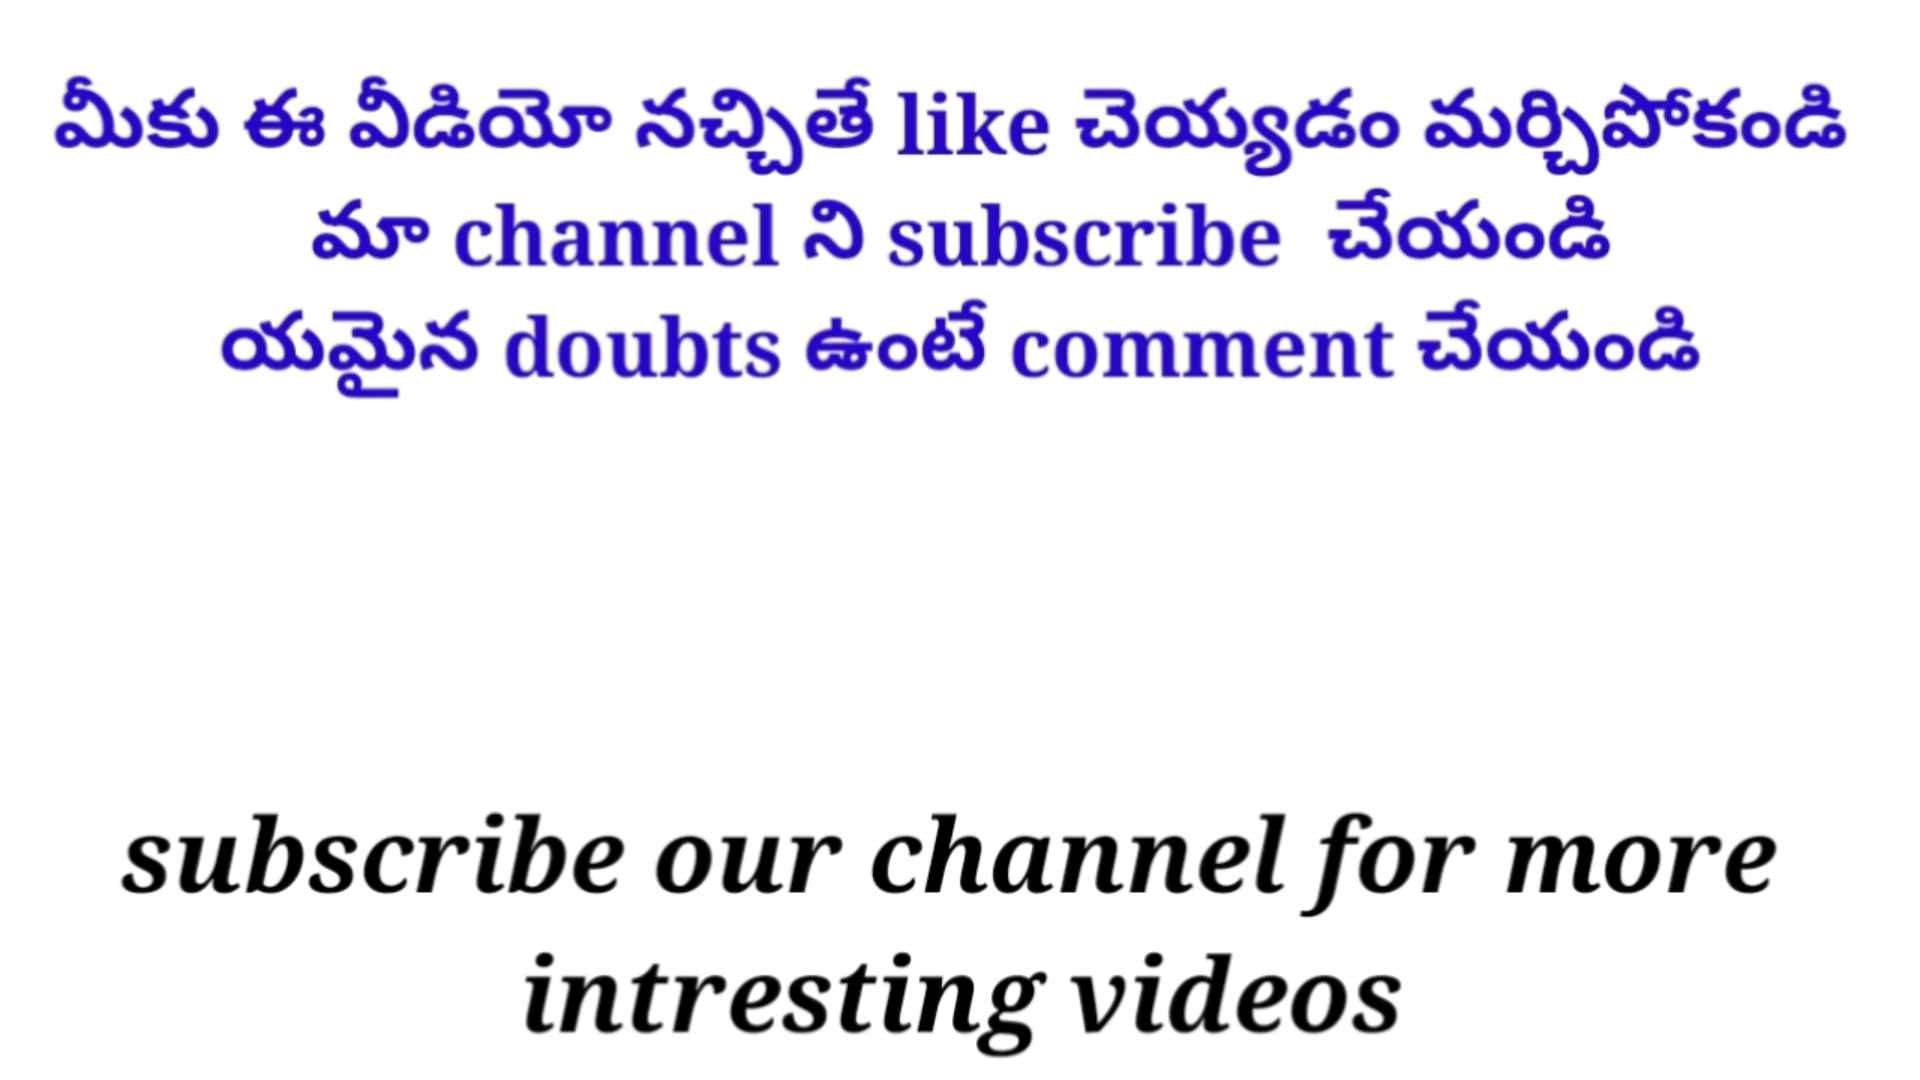 మీకు ఈ వీడియో నచ్చితే like చెయ్యడం మర్చిపోకండి
మా channel ని subscribe చేయండి
యమైన doubts ఉంటే comment చేయండి
subscribe our channel for more
intresting videos